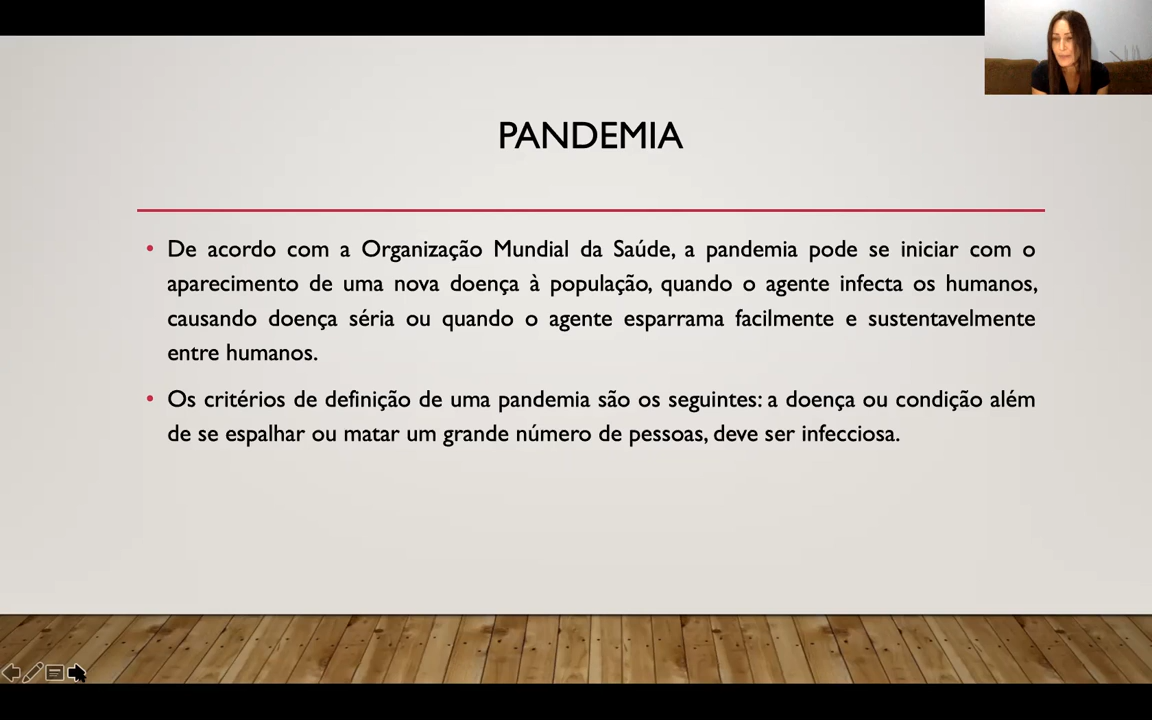 PANDEMIA
• De acordo com a Organização Mundial da Saúde, a pandemia pode se iniciar com o
aparecimento de uma nova doença à população, quando o agente infecta os humanos,
causando doença séria ou quando o agente esparrama facilmente e sustentavelmente
entre humanos.
• Os critérios de definição de uma pandemia são os seguintes: a doença ou condição além
de se espalhar ou matar um grande número de pessoas, deve ser infecciosa.